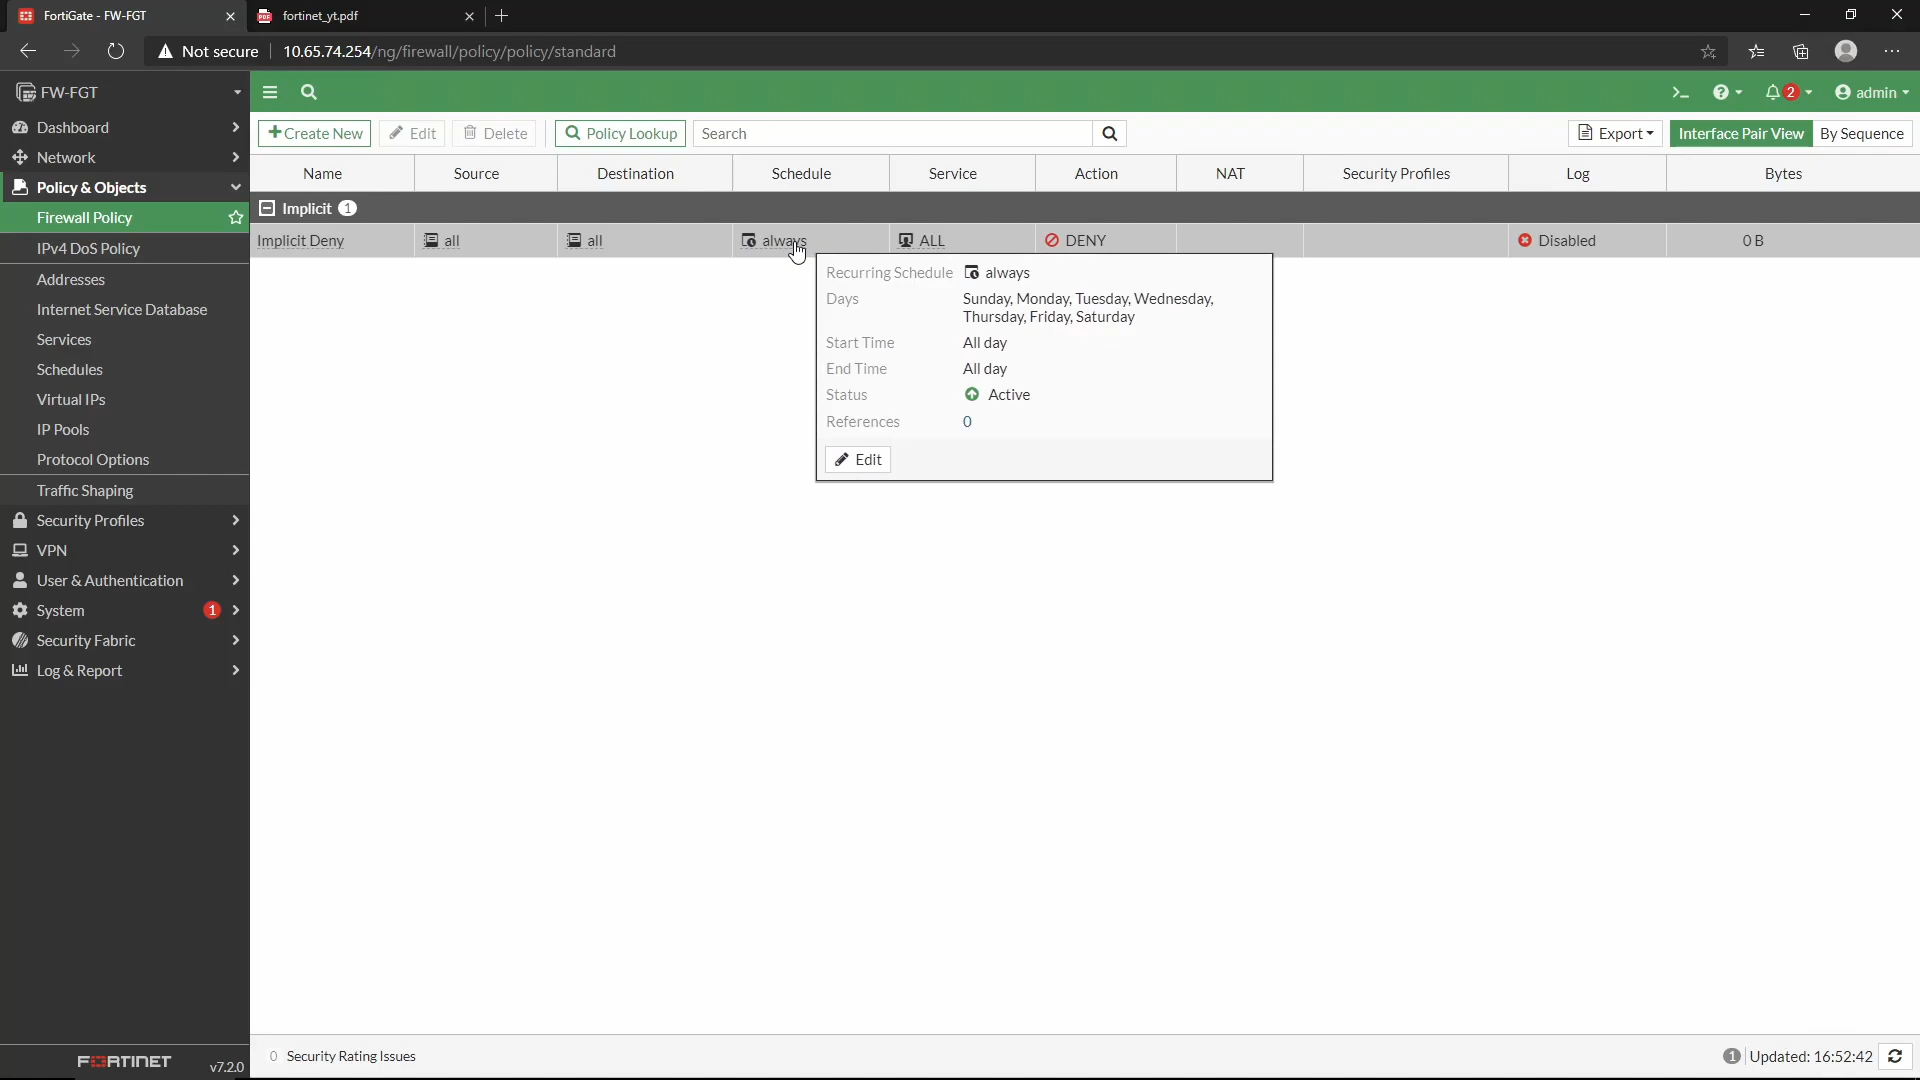 FortiGate - FW-FGT
fortinet_yt.pdf
Not secure 10.65.74.254/ng/firewall/policy/policy/standard
FW-FGT
2
admin
Dashboard
Network
Policy & Objects
Firewall Policy
IPv4 DoS Policy
Addresses
Internet Service Database
Services
Schedules
Virtual IPs
IP Pools
Protocol Options
Traffic Shaping
Security Profiles
VPN
User & Authentication
System 1
Security Fabric
Log & Report
FORTINET v7.2.0
Create New Edit Delete Policy Lookup Search Export Interface Pair View By Sequence
Name Source Destination Schedule Service Action NAT Security Profiles Log Bytes
Implicit 1
Implicit Deny all all always ALL DENY Disabled 0 B
Recurring Schedule always
Days Sunday, Monday, Tuesday, Wednesday,
Thursday, Friday, Saturday
Start Time All day
End Time All day
Status Active
References 0
Edit
0 Security Rating Issues
1 Updated: 16:52:42